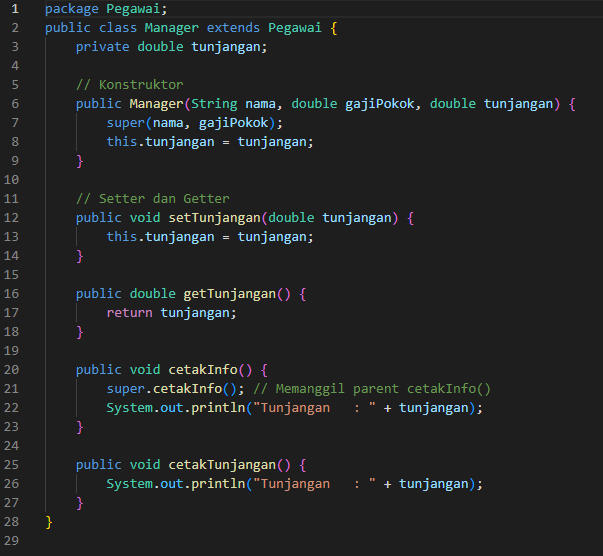 1 package Pegawai;
2 public class Manager extends Pegawai {
3     private double tunjangan;
4
5     // Konstruktor
6     public Manager(String nama, double gajiPokok, double tunjangan) {
7         super(nama, gajiPokok);
8         this.tunjangan = tunjangan;
9     }
10
11     // Setter dan Getter
12     public void setTunjangan(double tunjangan) {
13         this.tunjangan = tunjangan;
14     }
15
16     public double getTunjangan() {
17         return tunjangan;
18     }
19
20     public void cetakInfo() {
21         super.cetakInfo(); // Memanggil parent cetakInfo()
22         System.out.println("Tunjangan   : " + tunjangan);
23     }
24
25     public void cetakTunjangan() {
26         System.out.println("Tunjangan   : " + tunjangan);
27     }
28 }
29